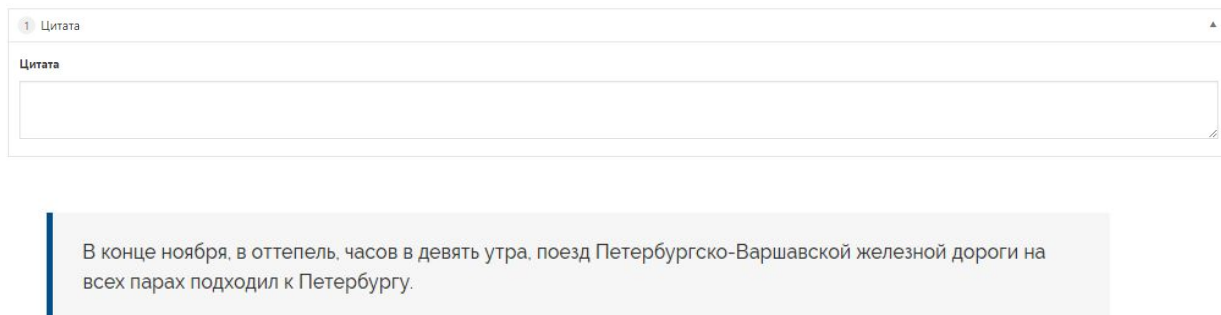 1 Цитата
Цитата
В конце ноября, в оттепель, часов в девять утра, поезд Петербургско-Варшавской железной дороги на
всех парах подходил к Петербургу.